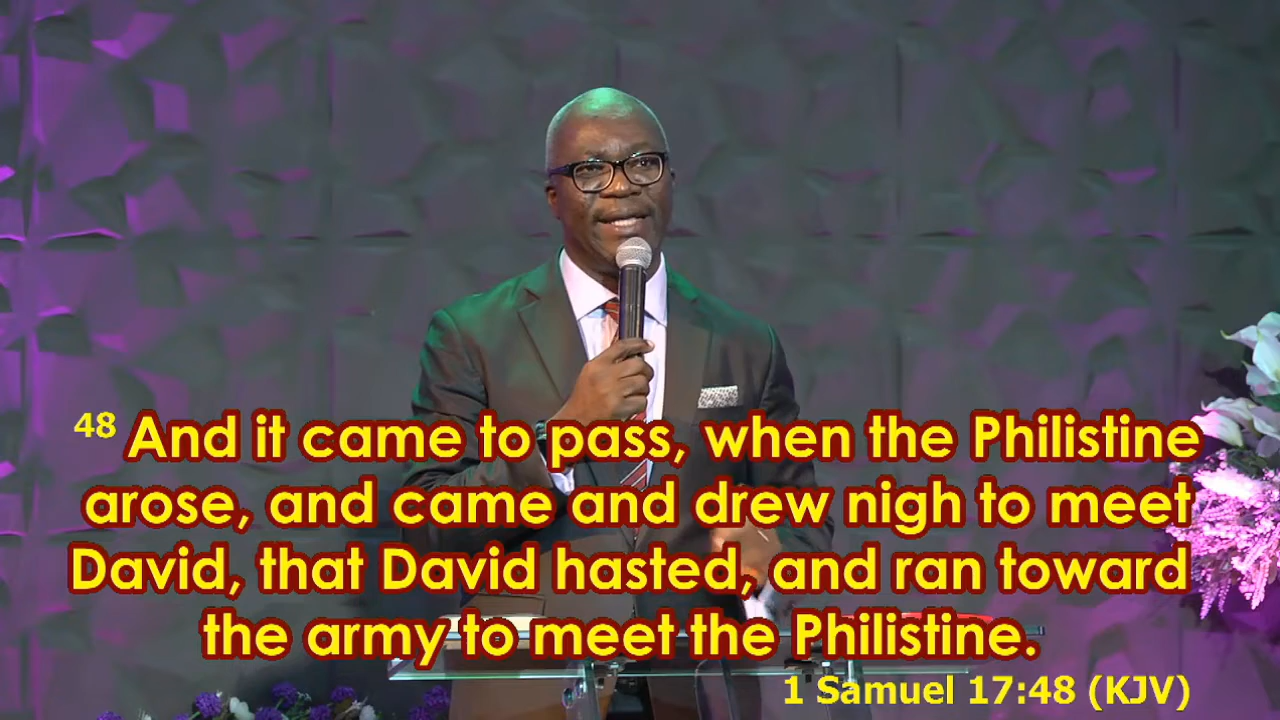 48 And it came to pass, when the Philistine
arose, and came and drew nigh to meet
David, that David hasted, and ran toward
the army to meet the Philistine.
1 Samuel 17:48 (KJV)